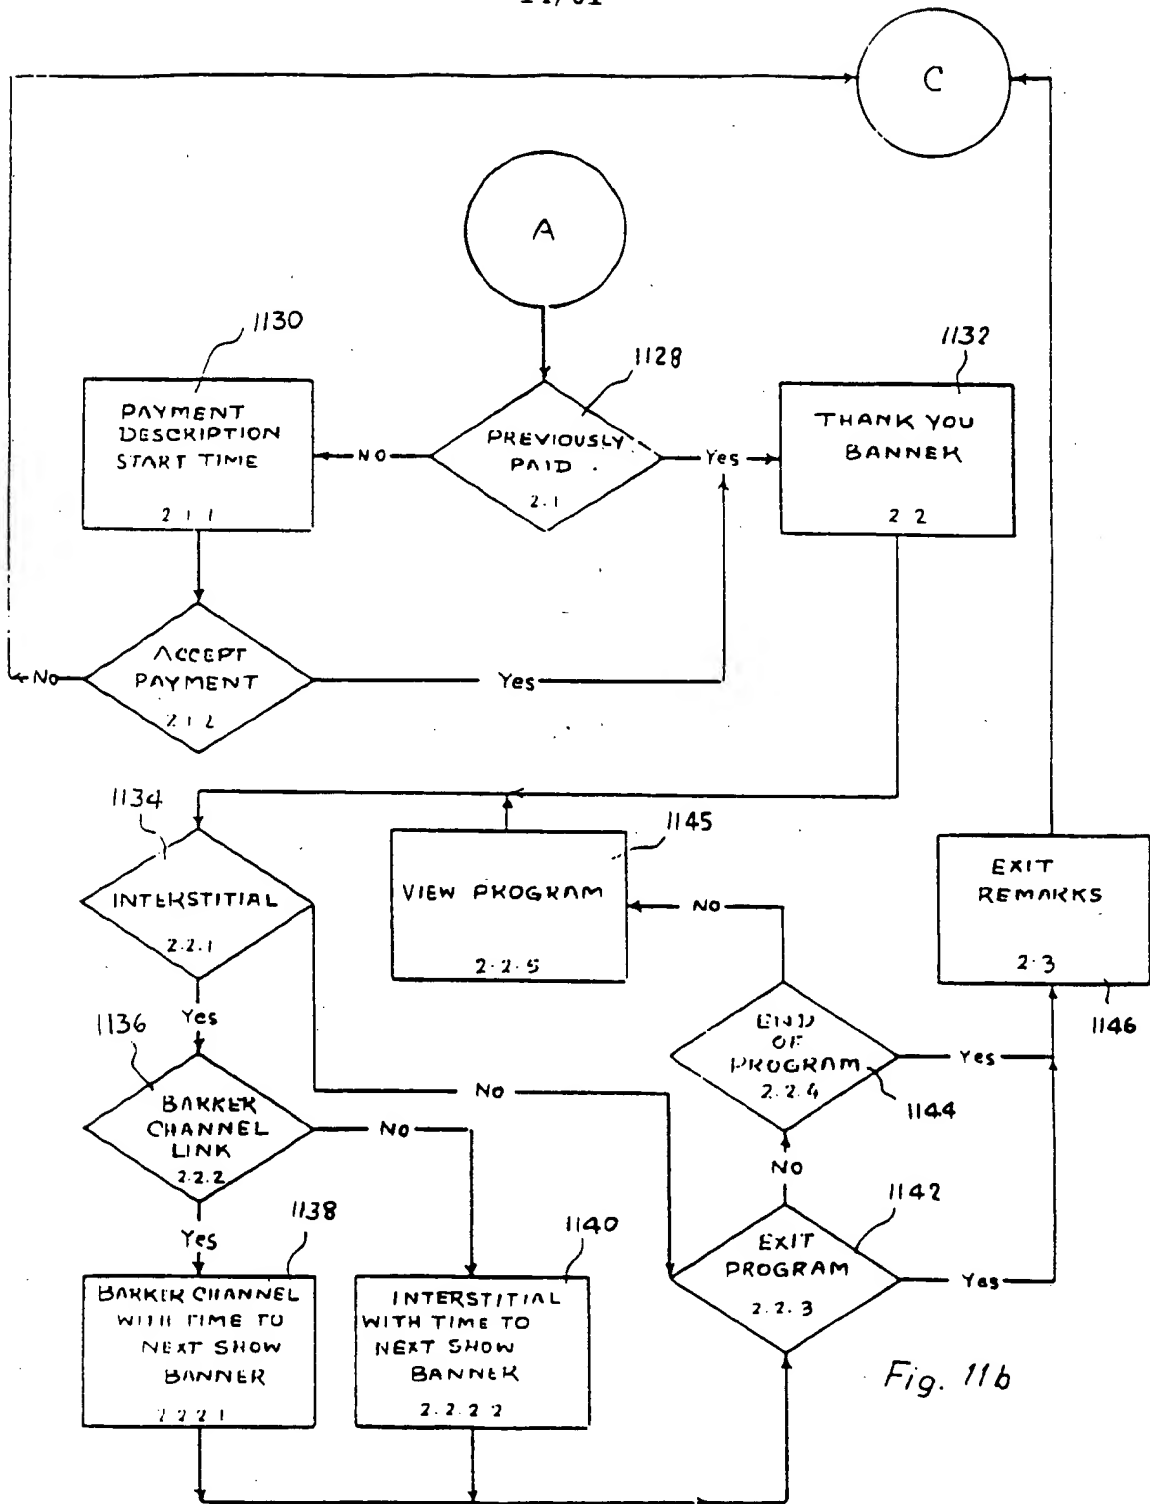 C
A
1130
1128
1132
PAYMENT
DESCRIPTION
START TIME
2 1 1
NO
PREVIOUSLY
PAID
2.1
Yes
THANK YOU
BANNER
2 2
ACCEPT
PAYMENT
2 1 2
No
Yes
1134
INTERSTITIAL
2.2.1
Yes
No
1145
VIEW PROGRAM
2.2.5
NO
EXIT
REMARKS
2.3
1146
END
OF
PROGRAM
2.2.4
Yes
1144
1136
BARKER
CHANNEL
LINK
2.2.2
No
Yes
NO
1142
EXIT
PROGRAM
2.2.3
Yes
1138
BARKER CHANNEL
WITH TIME TO
NEXT SHOW
BANNER
2 2 2 1
1140
INTERSTITIAL
WITH TIME TO
NEXT SHOW
BANNER
2.2.2 2
Fig. 11b